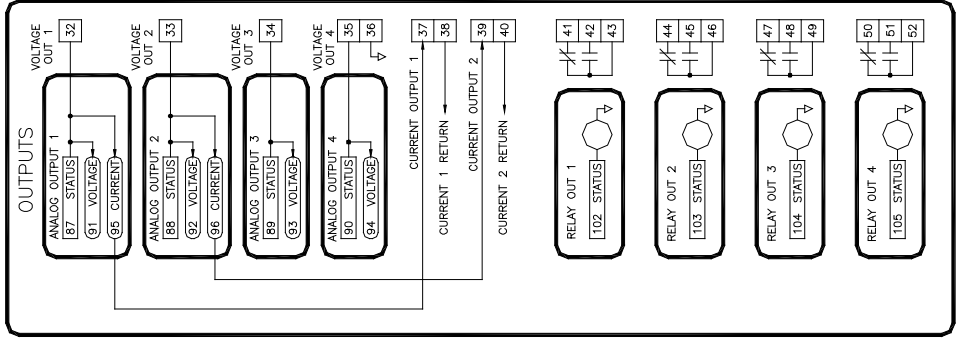 OUTPUTS
VOLTAGE
OUT 1
32
ANALOG OUTPUT 1
87 STATUS
91 VOLTAGE
95 CURRENT
VOLTAGE
OUT 2
33
ANALOG OUTPUT 2
88 STATUS
92 VOLTAGE
96 CURRENT
VOLTAGE
OUT 3
34
ANALOG OUTPUT 3
89 STATUS
93 VOLTAGE
VOLTAGE
OUT 4
35
36
ANALOG OUTPUT 4
90 STATUS
94 VOLTAGE
37
CURRENT OUTPUT 1
38
CURRENT 1 RETURN
39
CURRENT OUTPUT 2
40
CURRENT 2 RETURN
41
42
43
RELAY OUT 1
102 STATUS
44
45
46
RELAY OUT 2
103 STATUS
47
48
49
RELAY OUT 3
104 STATUS
50
51
52
RELAY OUT 4
105 STATUS